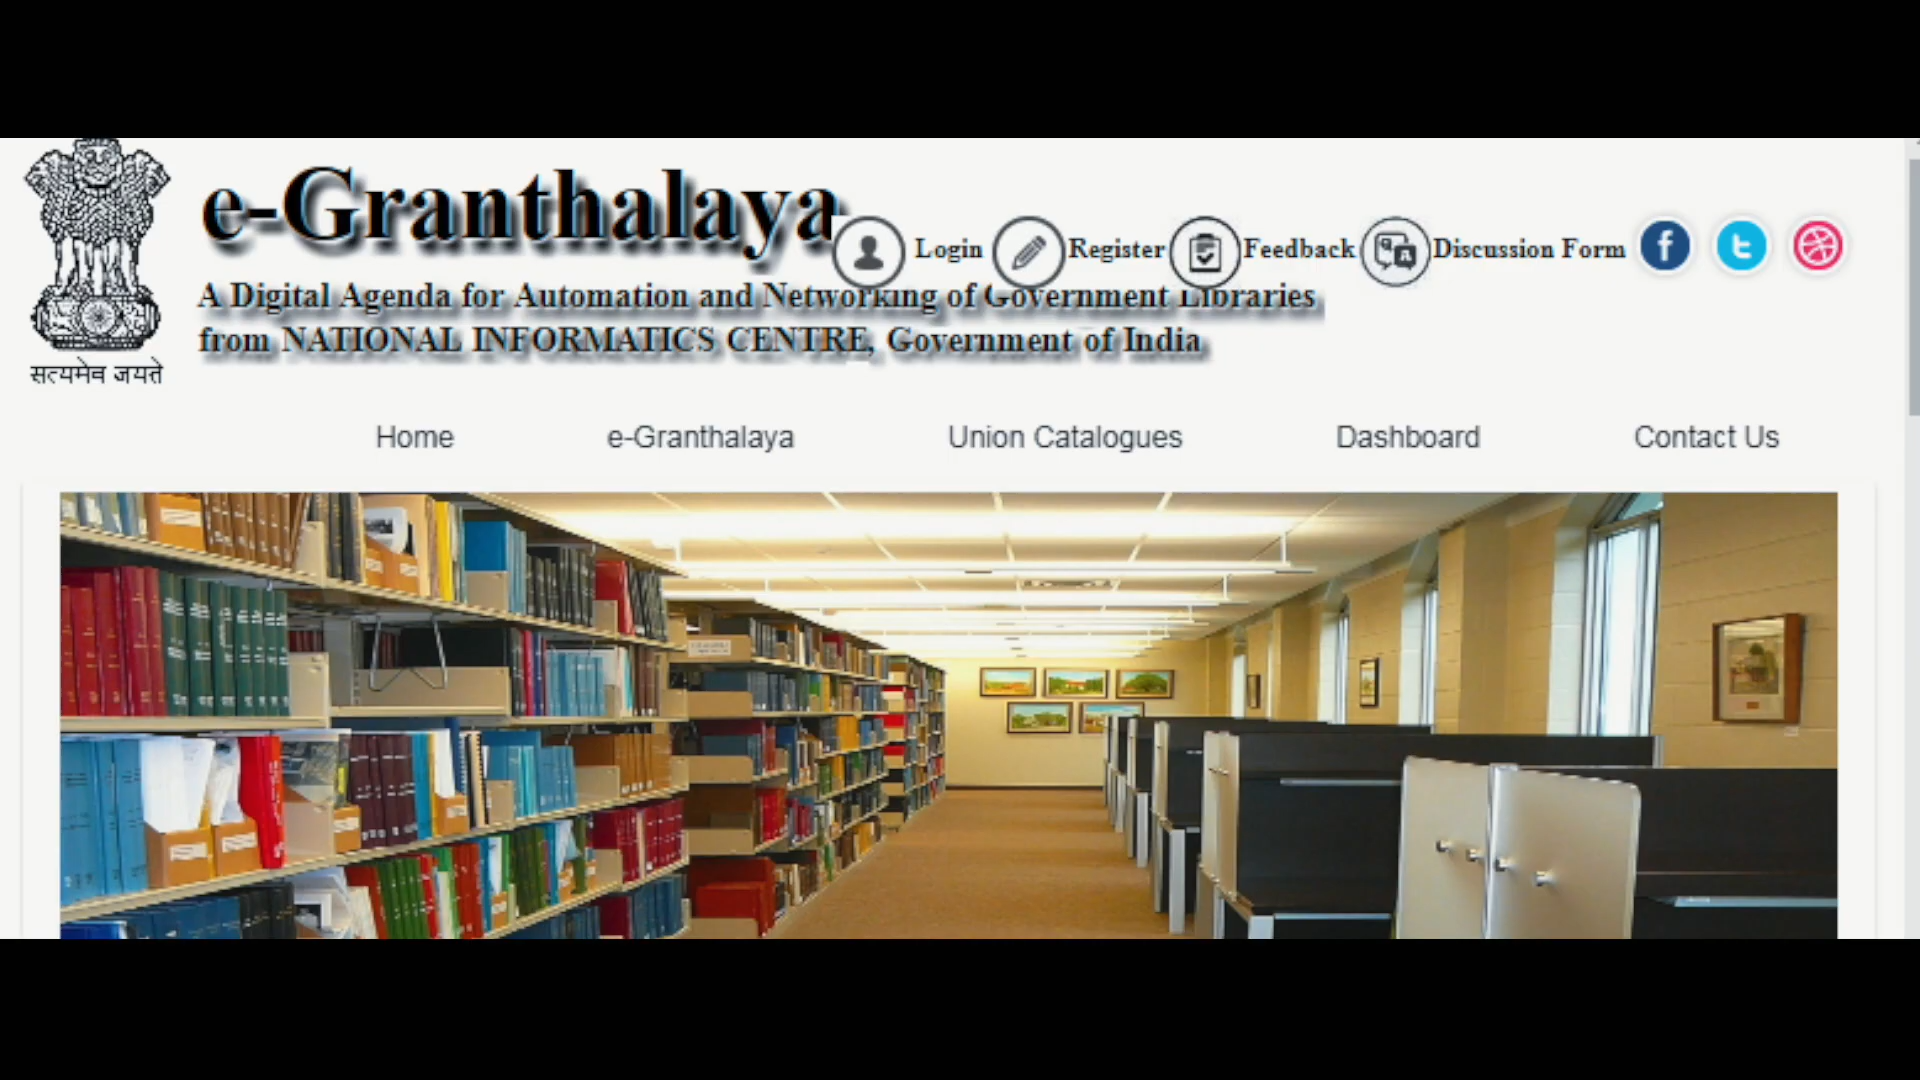 e-Granthalaya
Login Register Feedback Discussion Form
A Digital Agenda for Automation and Networking of Government Libraries
from NATIONAL INFORMATICS CENTRE, Government of India
सत्यमेव जयते
Home e-Granthalaya Union Catalogues Dashboard Contact Us